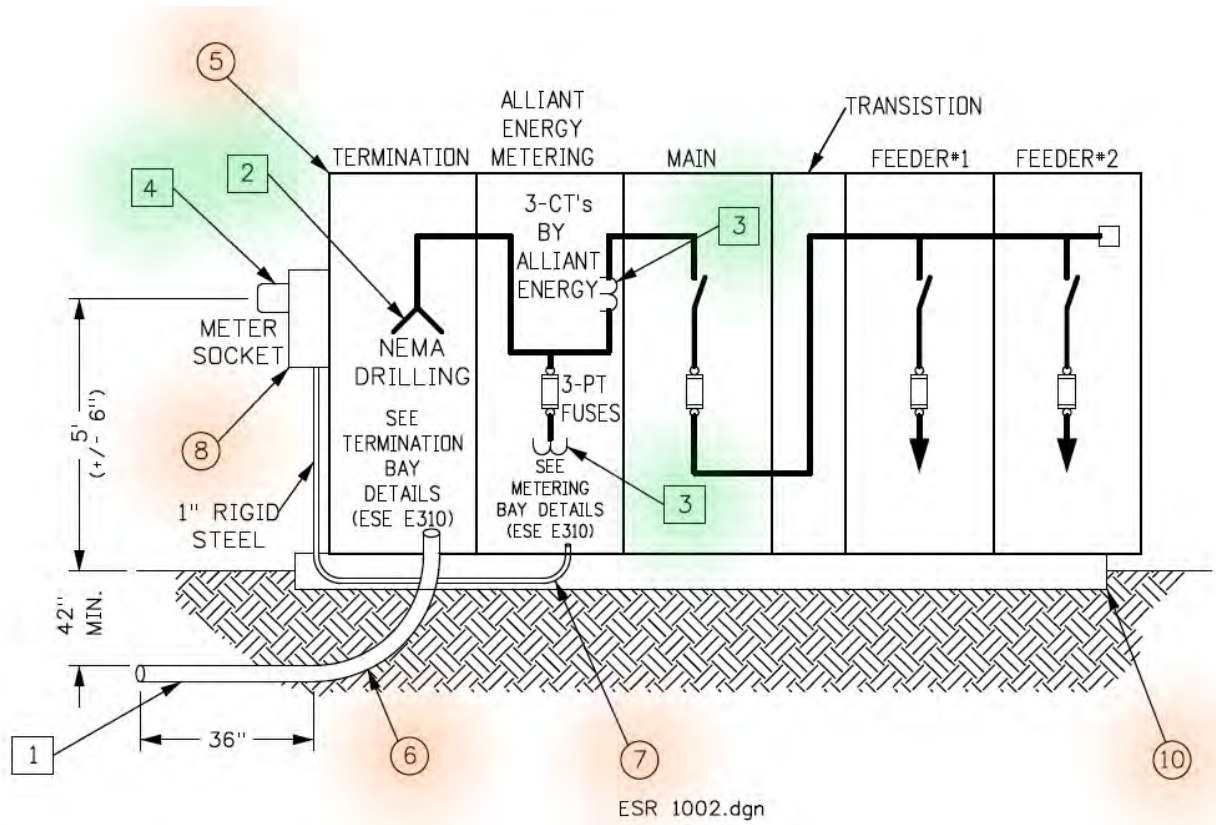 5
ALLIANT
ENERGY
METERING
TRANSISTION
TERMINATION
MAIN
FEEDER#1
FEEDER#2
4
2
3-CT's
BY
ALLIANT
ENERGY
3
METER
SOCKET
NEMA
DRILLING
3-PT
FUSES
5'
(+/- 6")
8
SEE
TERMINATION
BAY
DETAILS
(ESE E310)
SEE
METERING
BAY DETAILS
(ESE E310)
3
1" RIGID
STEEL
42"
MIN.
36"
1
6
7
10
ESR 1002.dgn